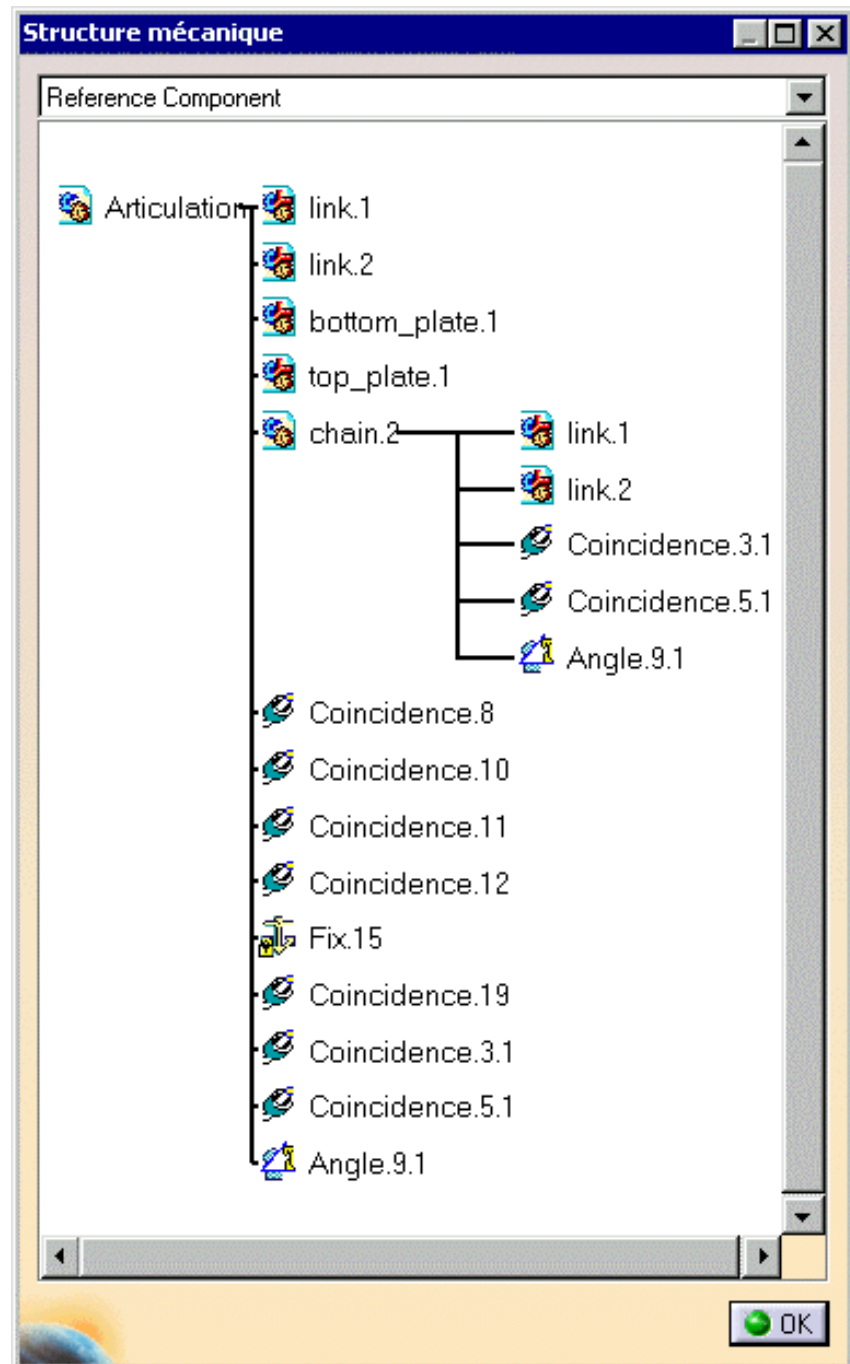 Structure mécanique
Reference Component
Articulation link.1
link.2
bottom_plate.1
top_plate.1
chain.2 link.1
link.2
Coincidence.3.1
Coincidence.5.1
Angle.9.1
Coincidence.8
Coincidence.10
Coincidence.11
Coincidence.12
Fix.15
Coincidence.19
Coincidence.3.1
Coincidence.5.1
Angle.9.1
OK